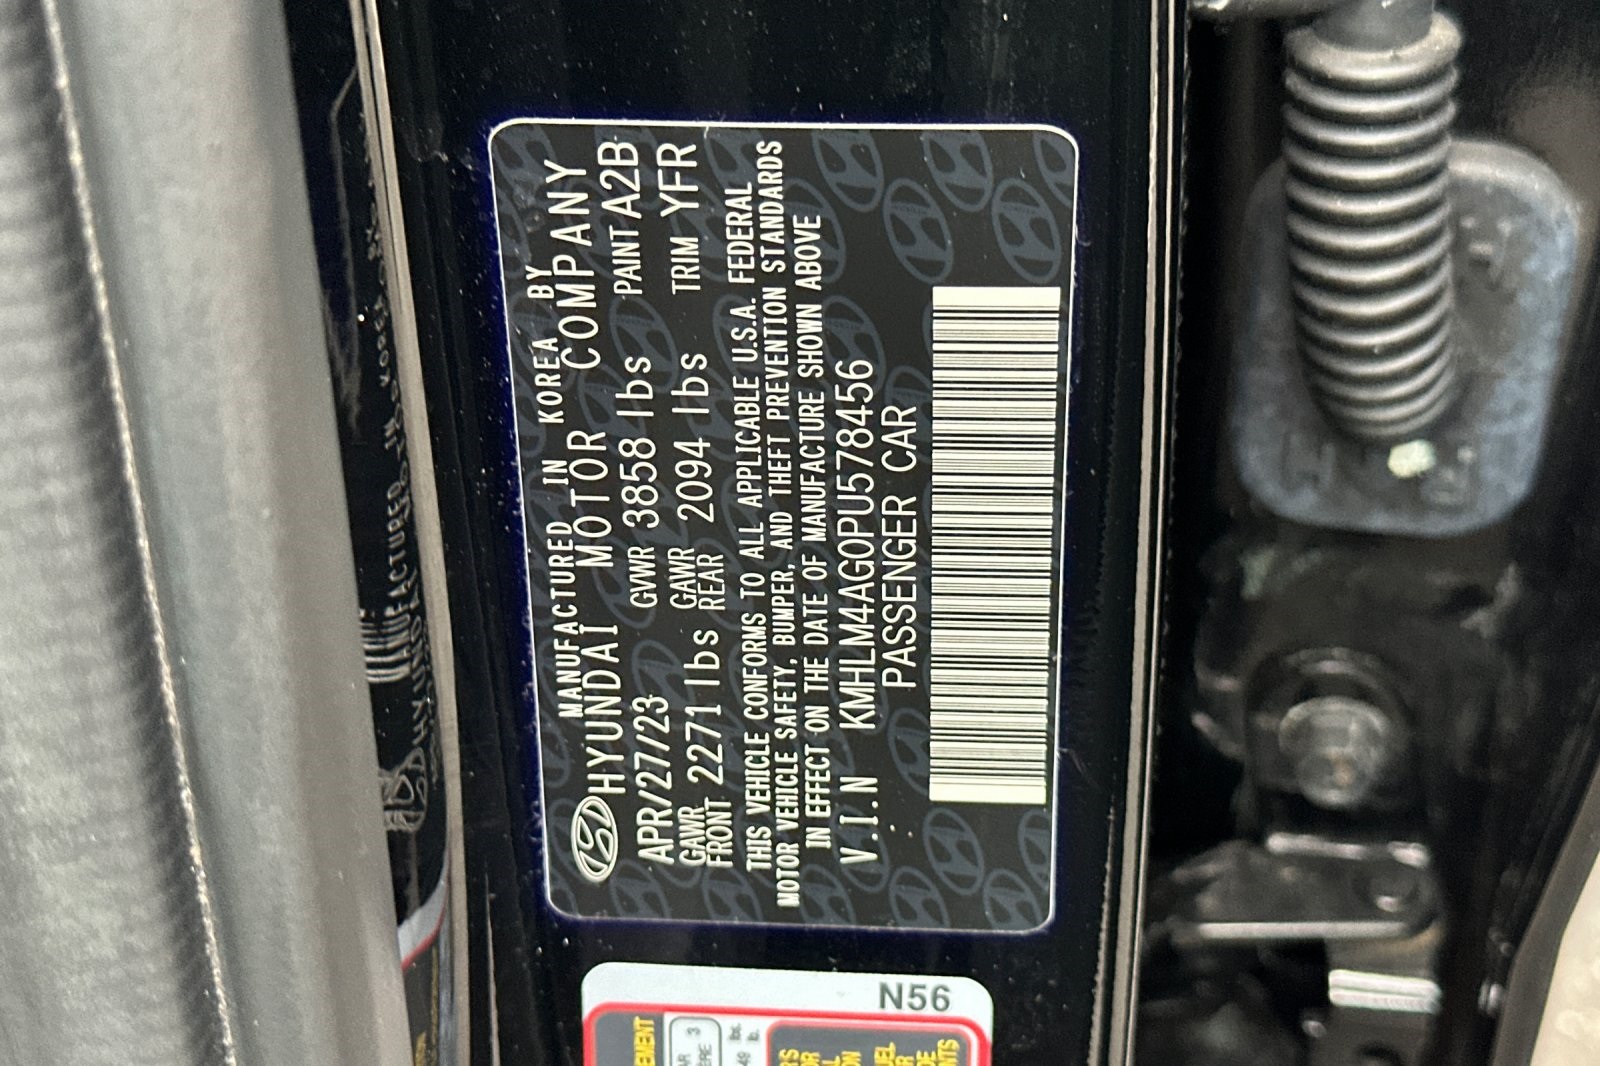 MANUFACTURED IN KOREA BY
HYUNDAI MOTOR COMPANY
APR/27/23 GVWR 3858 lbs PAINT A2B
GAWR FRONT 2271 lbs GAWR REAR 2094 lbs TRIM YFR
THIS VEHICLE CONFORMS TO ALL APPLICABLE U.S.A. FEDERAL
MOTOR VEHICLE SAFETY, BUMPER, AND THEFT PREVENTION STANDARDS
IN EFFECT ON THE DATE OF MANUFACTURE SHOWN ABOVE
V.I.N : KMHLM4AG0PU578456
PASSENGER CAR
N56